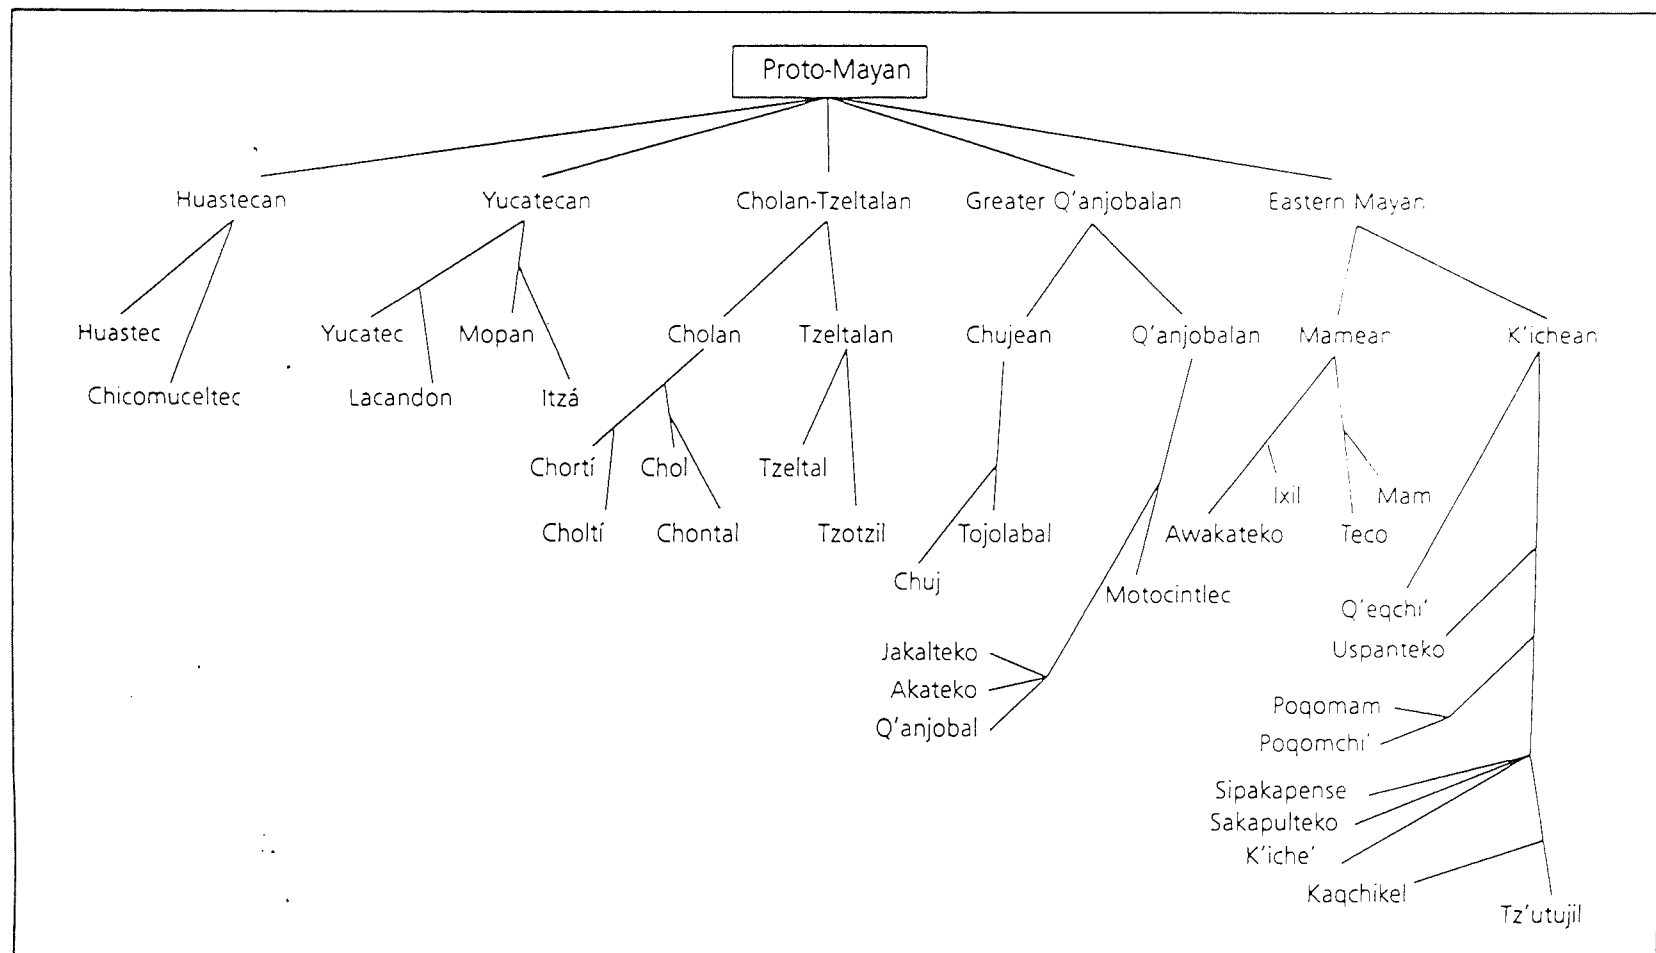 Proto-Mayan
Huastecan Yucatecan Cholan-Tzeltalan Greater Q'anjobalan Eastern Mayan
Huastec Yucatec Mopan Cholan Tzeltalan Chujean Q'anjobalan Mamean K'ichean
Chicomuceltec Lacandon Itzá
Chortí Chol Tzeltal
Ixil Mam
Choltí Chontal Tzotzil Tojolabal Awakateko Teco
Chuj Motocintlec Q'eqchi'
Jakalteko Uspanteko
Akateko Poqomam
Q'anjobal Poqomchi'
Sipakapense
Sakapulteko
K'iche'
Kaqchikel
Tz'utujil